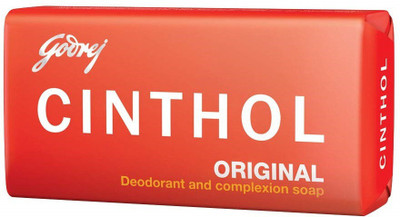 Godrej
CINTHOL
ORIGINAL
Deodorant and complexion soap
CINTHOL